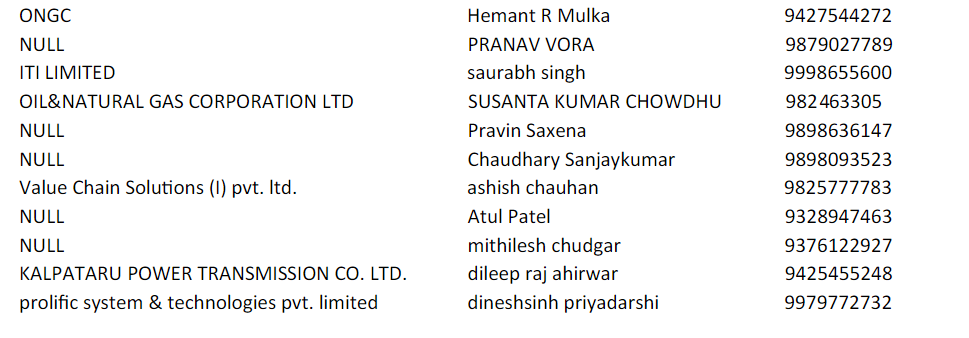 ONGC Hemant R Mulka 9427544272
NULL PRANAV VORA 9879027789
ITI LIMITED saurabh singh 9998655600
OIL&NATURAL GAS CORPORATION LTD SUSANTA KUMAR CHOWDHU 982463305
NULL Pravin Saxena 9898636147
NULL Chaudhary Sanjaykumar 9898093523
Value Chain Solutions (I) pvt. ltd. ashish chauhan 9825777783
NULL Atul Patel 9328947463
NULL mithilesh chudgar 9376122927
KALPATARU POWER TRANSMISSION CO. LTD. dileep raj ahirwar 9425455248
prolific system & technologies pvt. limited dineshsinh priyadarshi 9979772732